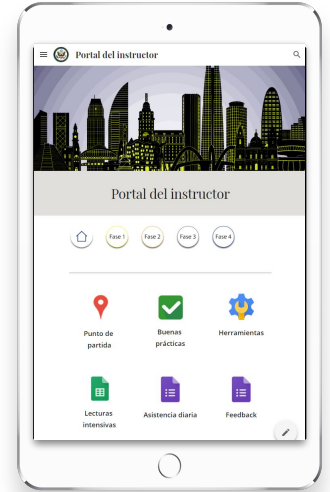 Portal del instructor
Portal del instructor
Fase 1 Fase 2 Fase 3 Fase 4
Punto de
partida
Buenas
prácticas
Herramientas
Lecturas
intensivas
Asistencia diaria
Feedback